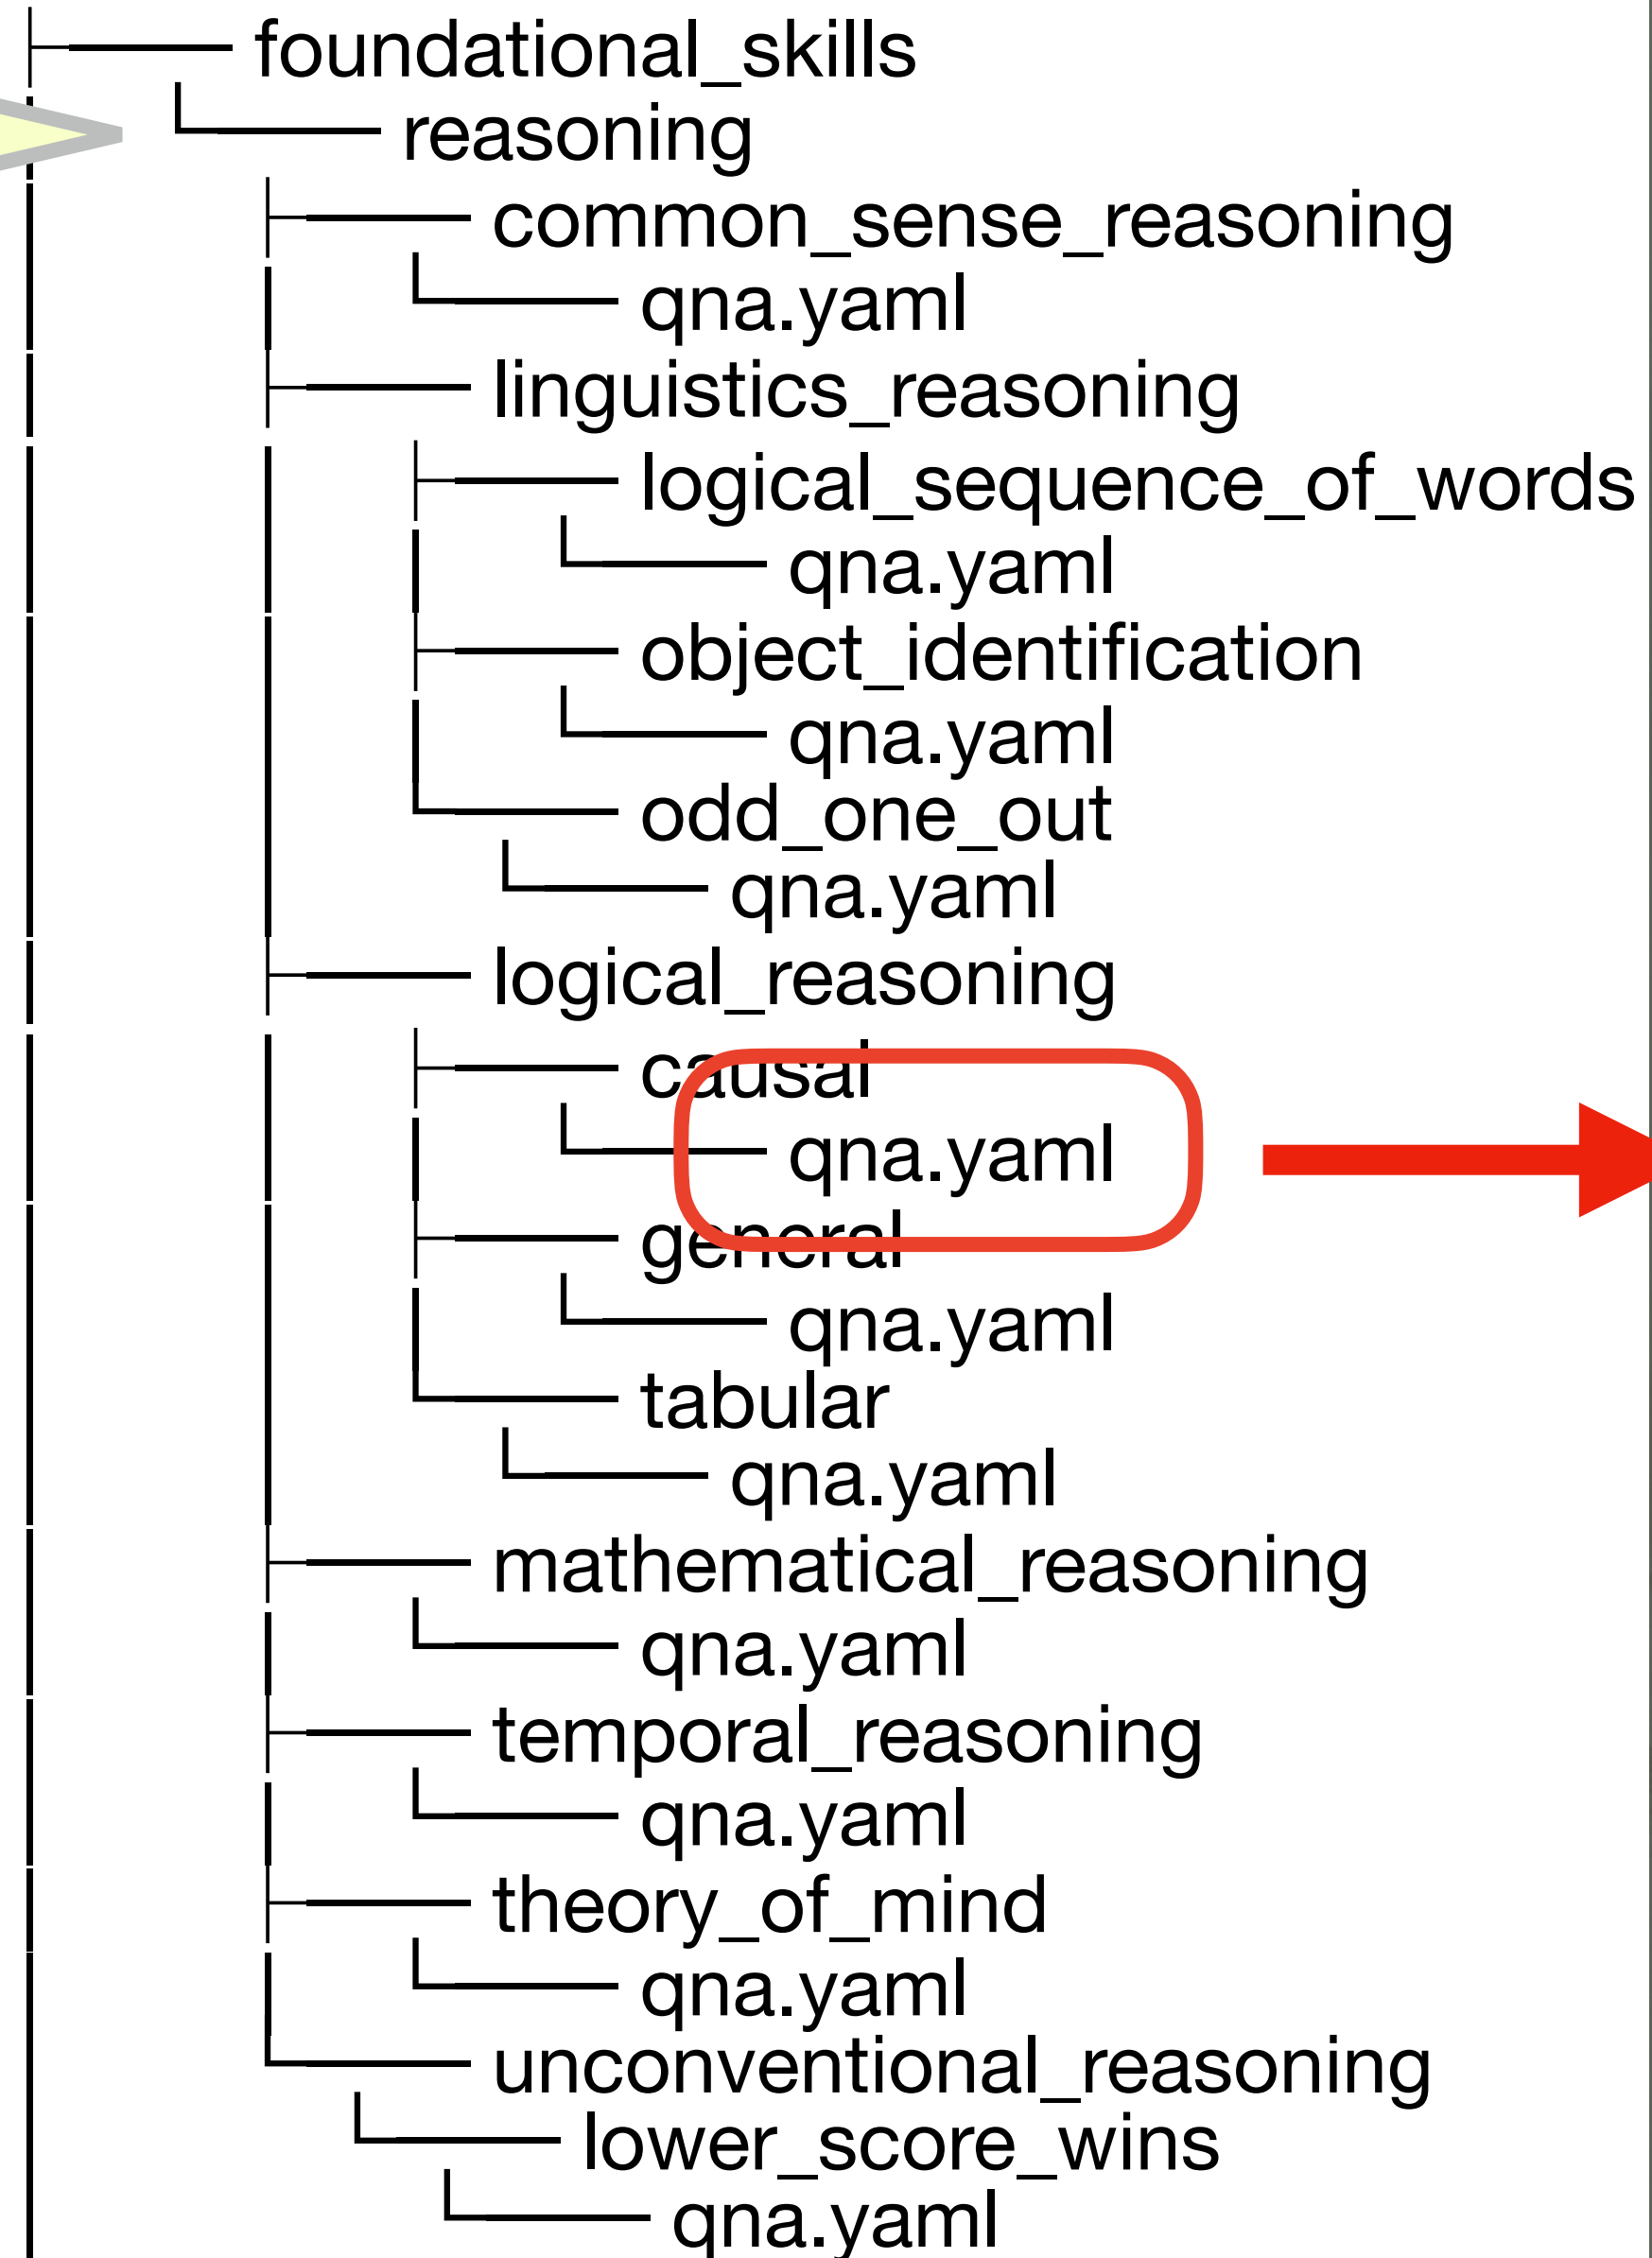 foundational_skills
reasoning
common_sense_reasoning
qna.yaml
linguistics_reasoning
logical_sequence_of_words
qna.yaml
object_identification
qna.yaml
odd_one_out
qna.yaml
logical_reasoning
causal
qna.yaml
general
qna.yaml
tabular
qna.yaml
mathematical_reasoning
qna.yaml
temporal_reasoning
qna.yaml
theory_of_mind
qna.yaml
unconventional_reasoning
lower_score_wins
qna.yaml